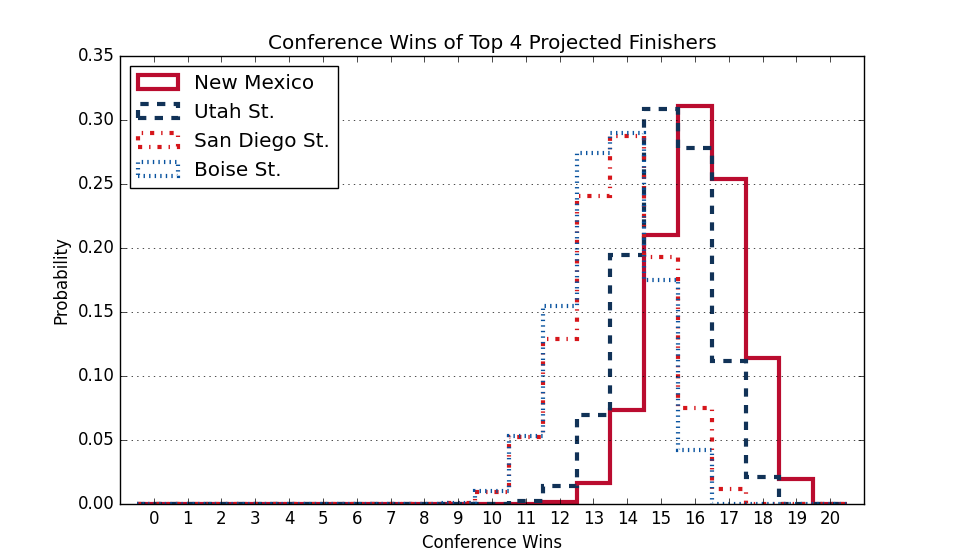 Conference Wins of Top 4 Projected Finishers
0.35
0.30
0.25
0.20
0.15
0.10
0.05
0.00
Probability
New Mexico
Utah St.
San Diego St.
Boise St.
0 1 2 3 4 5 6 7 8 9 10 11 12 13 14 15 16 17 18 19 20
Conference Wins